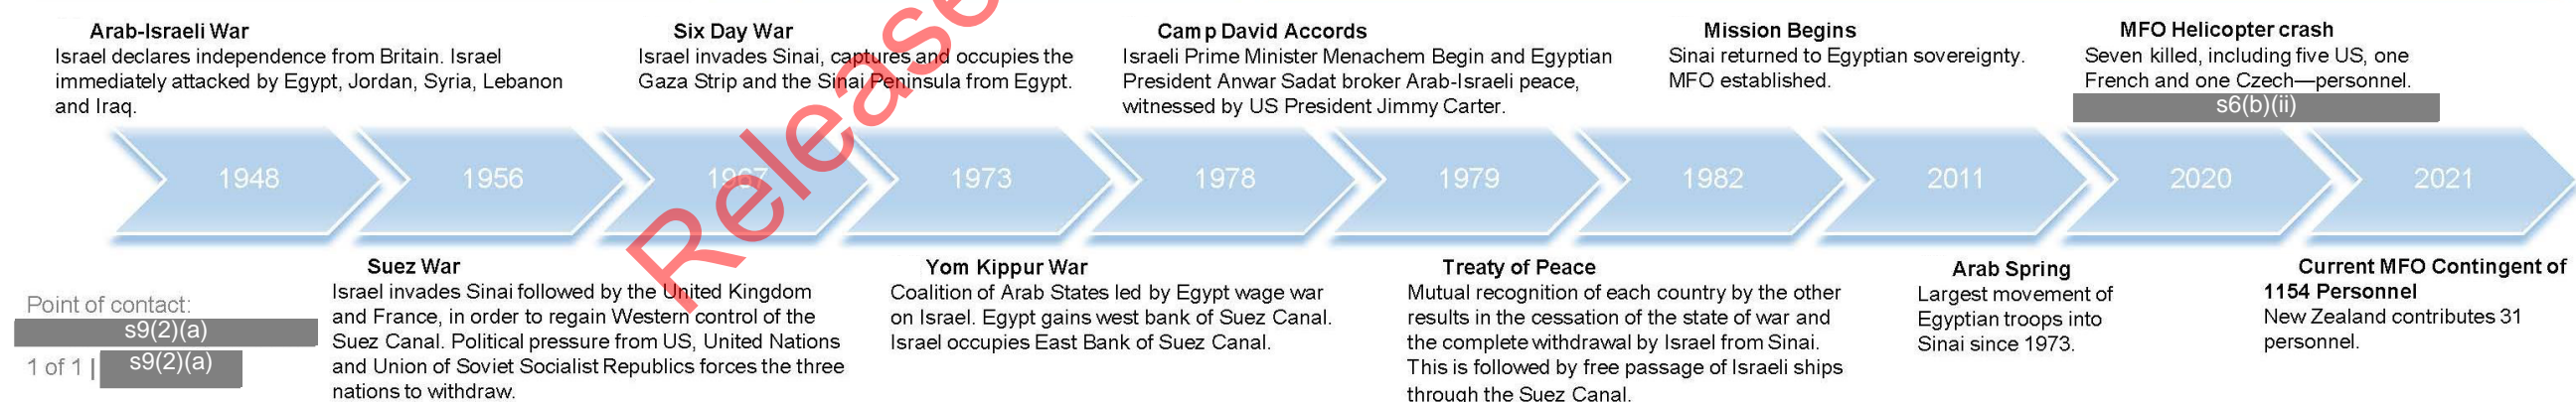 Arab-Israeli War
Israel declares independence from Britain. Israel
immediately attacked by Egypt, Jordan, Syria, Lebanon
and Iraq.
Six Day War
Israel invades Sinai, captures and occupies the
Gaza Strip and the Sinai Peninsula from Egypt.
Camp David Accords
Israeli Prime Minister Menachem Begin and Egyptian
President Anwar Sadat broker Arab-Israeli peace,
witnessed by US President Jimmy Carter.
Mission Begins
Sinai returned to Egyptian sovereignty.
MFO established.
MFO Helicopter crash
Seven killed, including five US, one
French and one Czech—personnel.
s6(b)(ii)
1948 1956 1967 1973 1978 1979 1982 2011 2020 2021
Release
Point of contact:
s9(2)(a)
1 of 1 | s9(2)(a)
Suez War
Israel invades Sinai followed by the United Kingdom
and France, in order to regain Western control of the
Suez Canal. Political pressure from US, United Nations
and Union of Soviet Socialist Republics forces the three
nations to withdraw.
Yom Kippur War
Coalition of Arab States led by Egypt wage war
on Israel. Egypt gains west bank of Suez Canal.
Israel occupies East Bank of Suez Canal.
Treaty of Peace
Mutual recognition of each country by the other
results in the cessation of the state of war and
the complete withdrawal by Israel from Sinai.
This is followed by free passage of Israeli ships
through the Suez Canal.
Arab Spring
Largest movement of
Egyptian troops into
Sinai since 1973.
Current MFO Contingent of
1154 Personnel
New Zealand contributes 31
personnel.